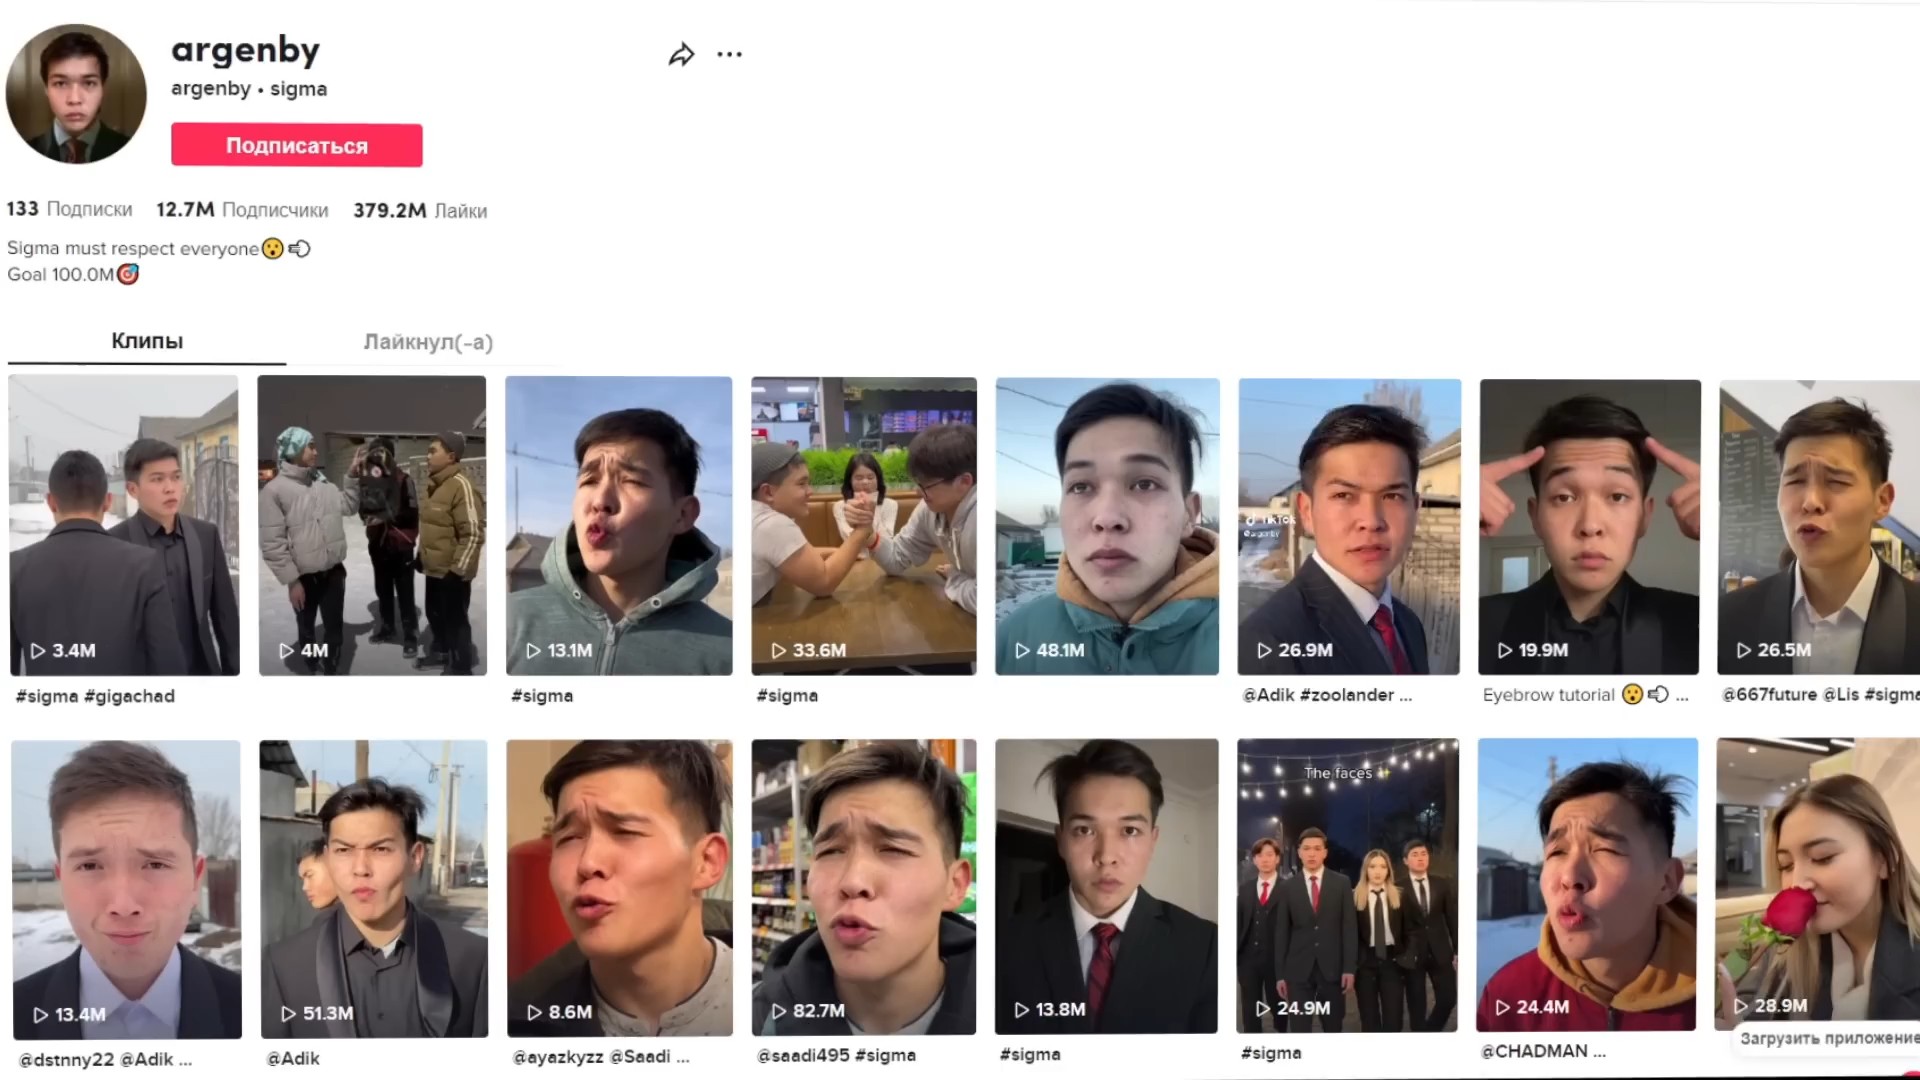 argenby
argenby • sigma
Подписаться
133 Подписки 12.7M Подписчики 379.2M Лайки
Sigma must respect everyone😮💨
Goal 100.0M🎯
Клипы Лайкнул(-а)
3.4M 4M 13.1M 33.6M 48.1M 26.9M 19.9M 26.5M
TikTok
@argenby
#sigma #gigachad #sigma #sigma @Adik #zoolander ... Eyebrow tutorial 😮💨 ... @667future @Lis #sigma
The faces ✨
13.4M 51.3M 8.6M 82.7M 13.8M 24.9M 24.4M 28.9M
Загрузить приложение
@dstnny22 @Adik ... @Adik @ayazkyzz @Saadi ... @saadi495 #sigma #sigma #sigma @CHADMAN ...